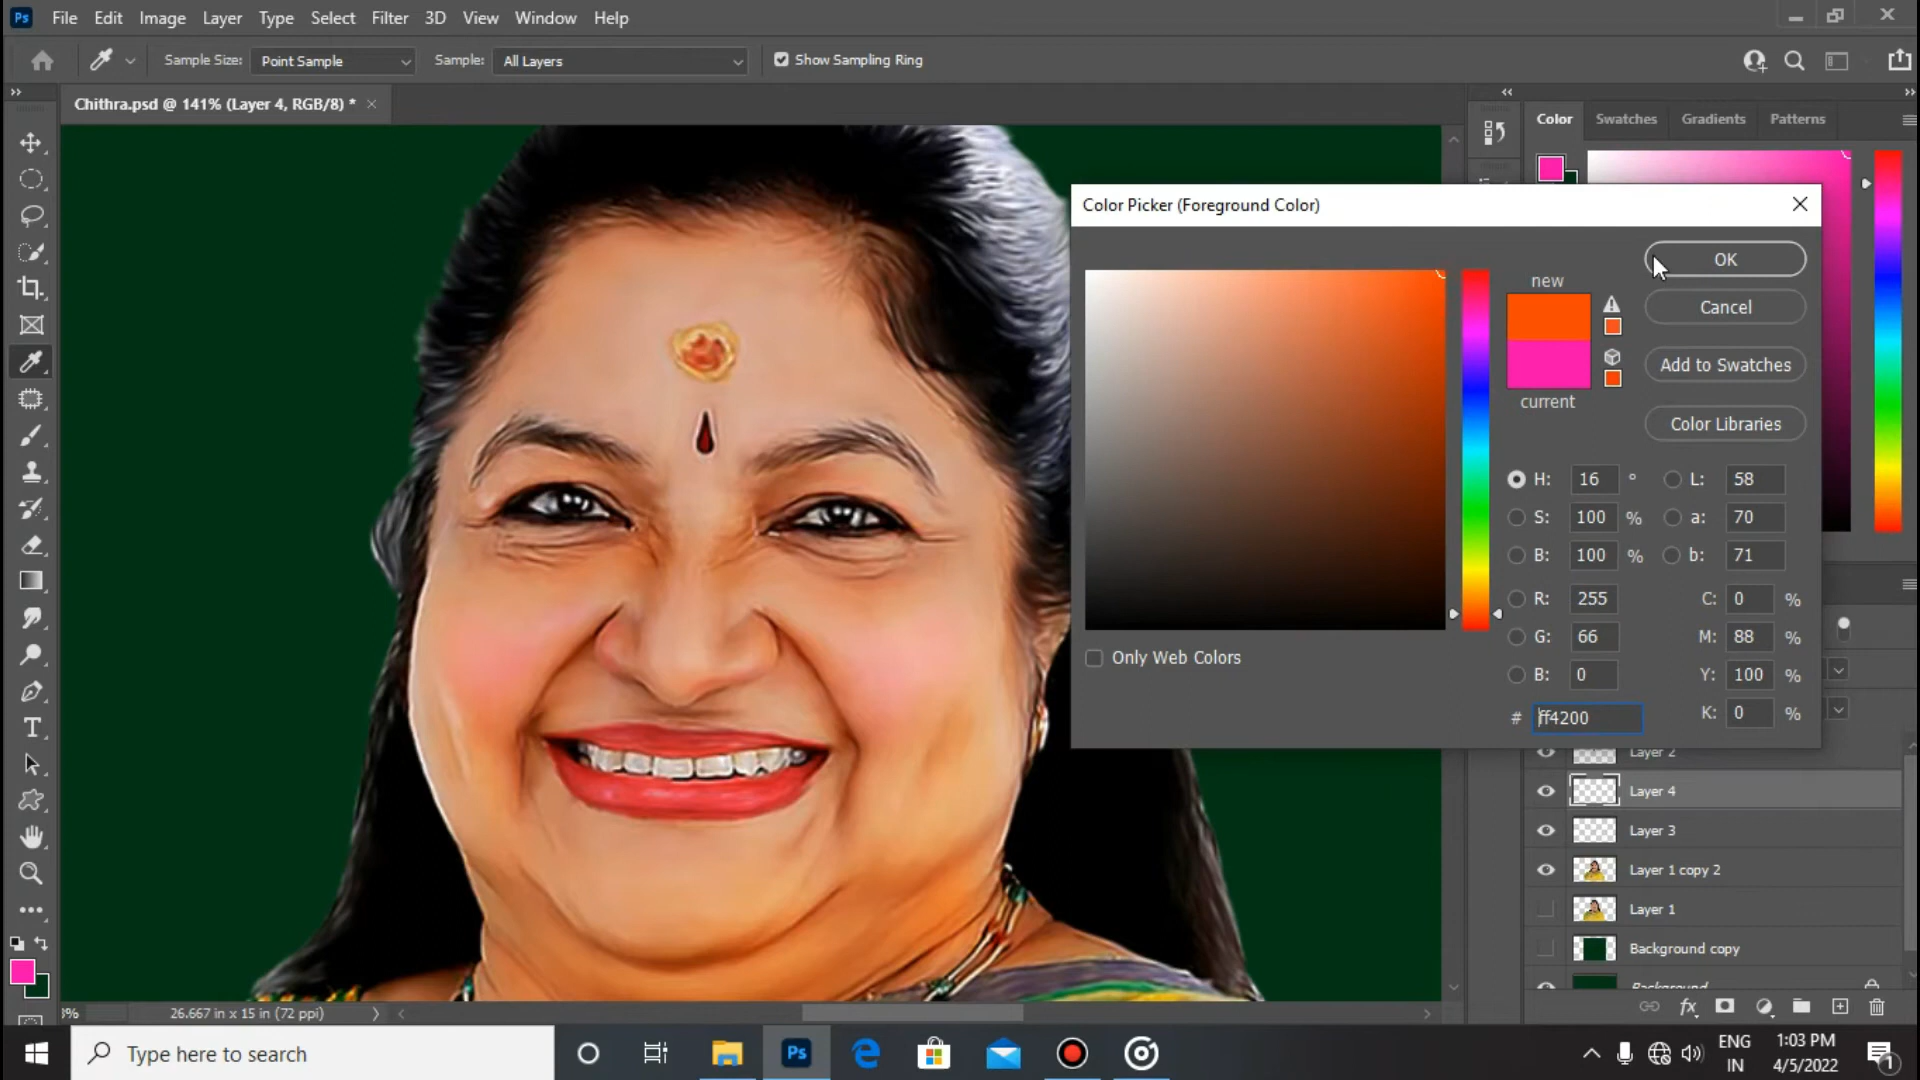 Ps File Edit Image Layer Type Select Filter 3D View Window Help
Sample Size: Point Sample Sample: All Layers Show Sampling Ring
Chithra.psd @ 141% (Layer 4, RGB/8) * ×
Color Swatches Gradients Patterns
Color Picker (Foreground Color)
OK
new
Cancel
Add to Swatches
current
Color Libraries
H: 16 ° L: 58
S: 100 % a: 70
B: 100 % b: 71
R: 255 C: 0 %
G: 66 M: 88 %
Only Web Colors
B: 0 Y: 100 %
# ff4200 K: 0 %
Layer 2
Layer 4
Layer 3
Layer 1 copy 2
Layer 1
Background copy
Background
26.667 in x 15 in (72 ppi)
fx
Type here to search
Ps
ENG
IN
1:03 PM
4/5/2022
1